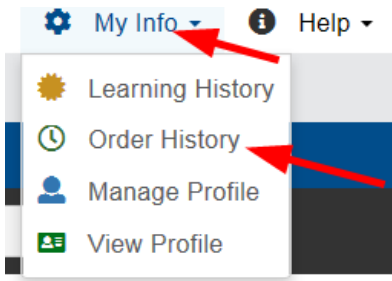 My Info Help
Learning History
Order History
Manage Profile
View Profile